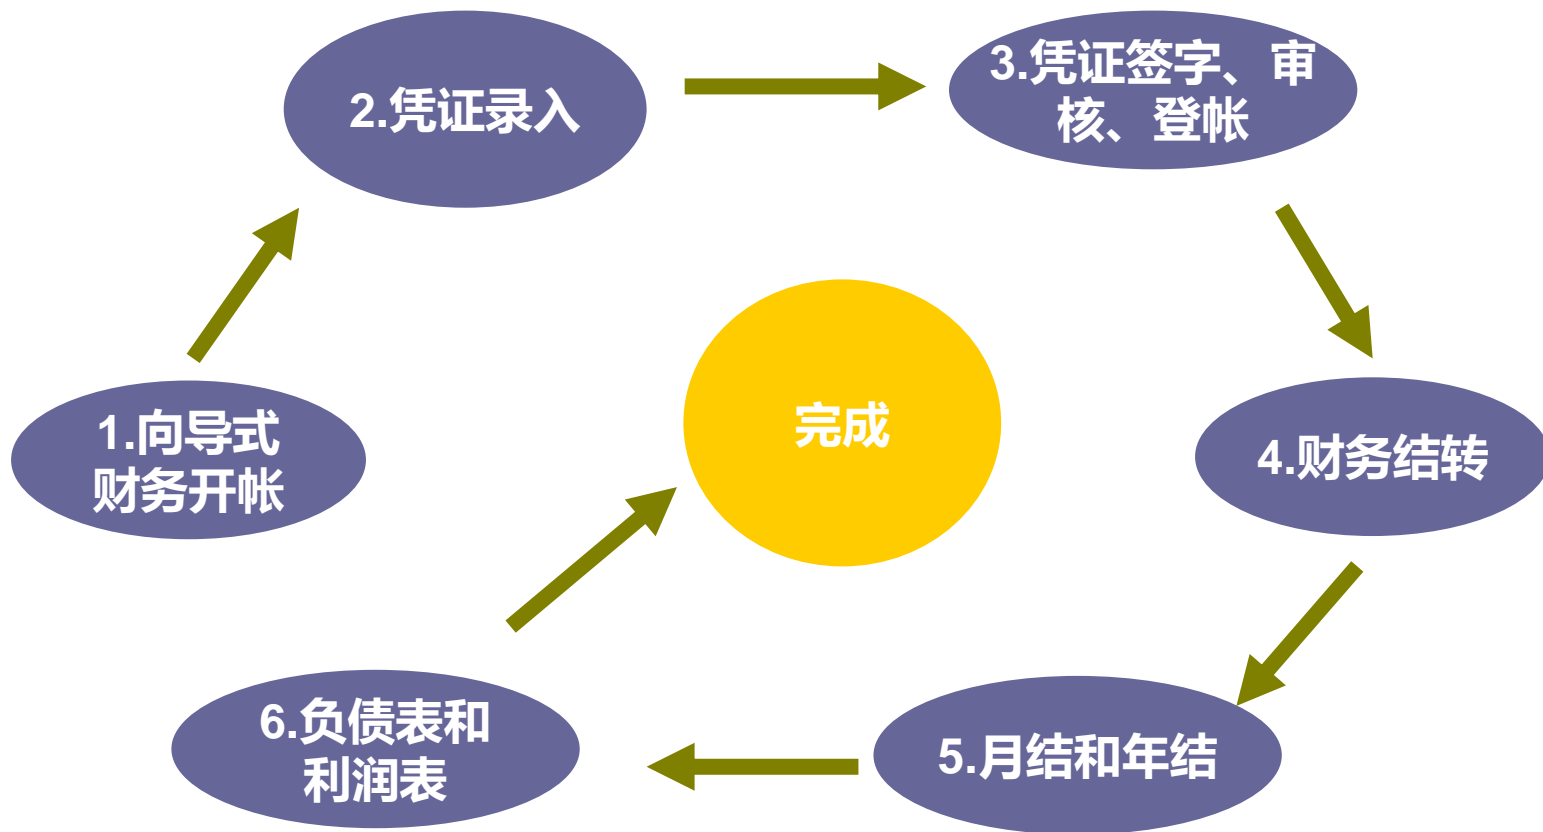 1.向导式
财务开帐
2.凭证录入
3.凭证签字、审
核、登帐
4.财务结转
5.月结和年结
6.负债表和
利润表
完成